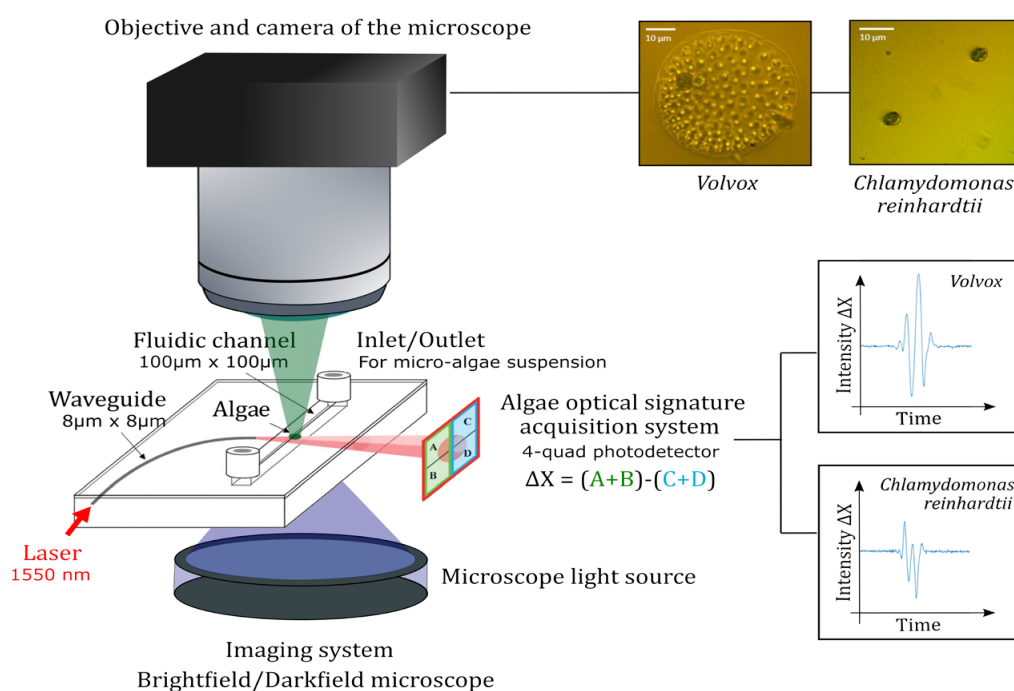 Objective and camera of the microscope
10 µm
10 µm
Volvox
Chlamydomonas
reinhardtii
Fluidic channel
100µm x 100µm
Inlet/Outlet
For micro-algae suspension
Waveguide
8µm x 8µm
Algae
A
B
C
D
Algae optical signature
acquisition system
4-quad photodetector
ΔX = (A+B)-(C+D)
Laser
1550 nm
Microscope light source
Imaging system
Brightfield/Darkfield microscope
Volvox
Intensity ΔX
Time
Chlamydomonas
reinhardtii
Intensity ΔX
Time